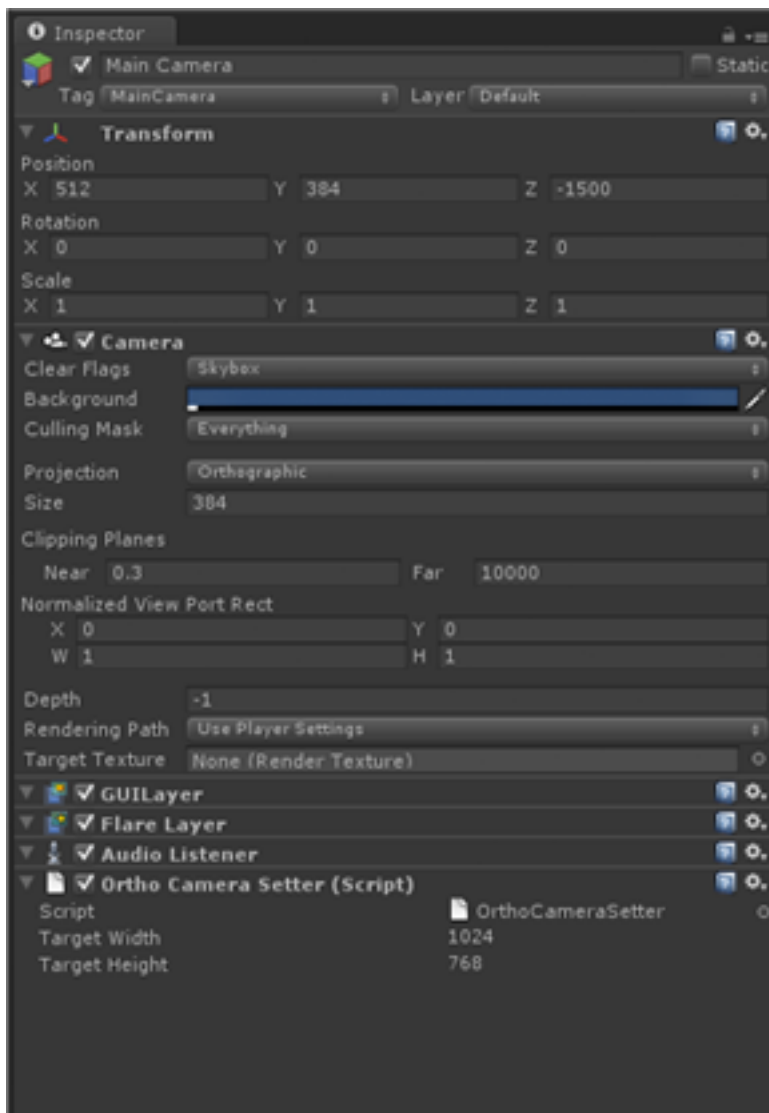 Inspector
Main Camera Static
Tag MainCamera Layer Default
Transform
Position
X 512 Y 384 Z -1500
Rotation
X 0 Y 0 Z 0
Scale
X 1 Y 1 Z 1
Camera
Clear Flags Skybox
Background
Culling Mask Everything
Projection Orthographic
Size 384
Clipping Planes
Near 0.3 Far 10000
Normalized View Port Rect
X 0 Y 0
W 1 H 1
Depth -1
Rendering Path Use Player Settings
Target Texture None (Render Texture)
GUILayer
Flare Layer
Audio Listener
Ortho Camera Setter (Script)
Script OrthoCameraSetter
Target Width 1024
Target Height 768